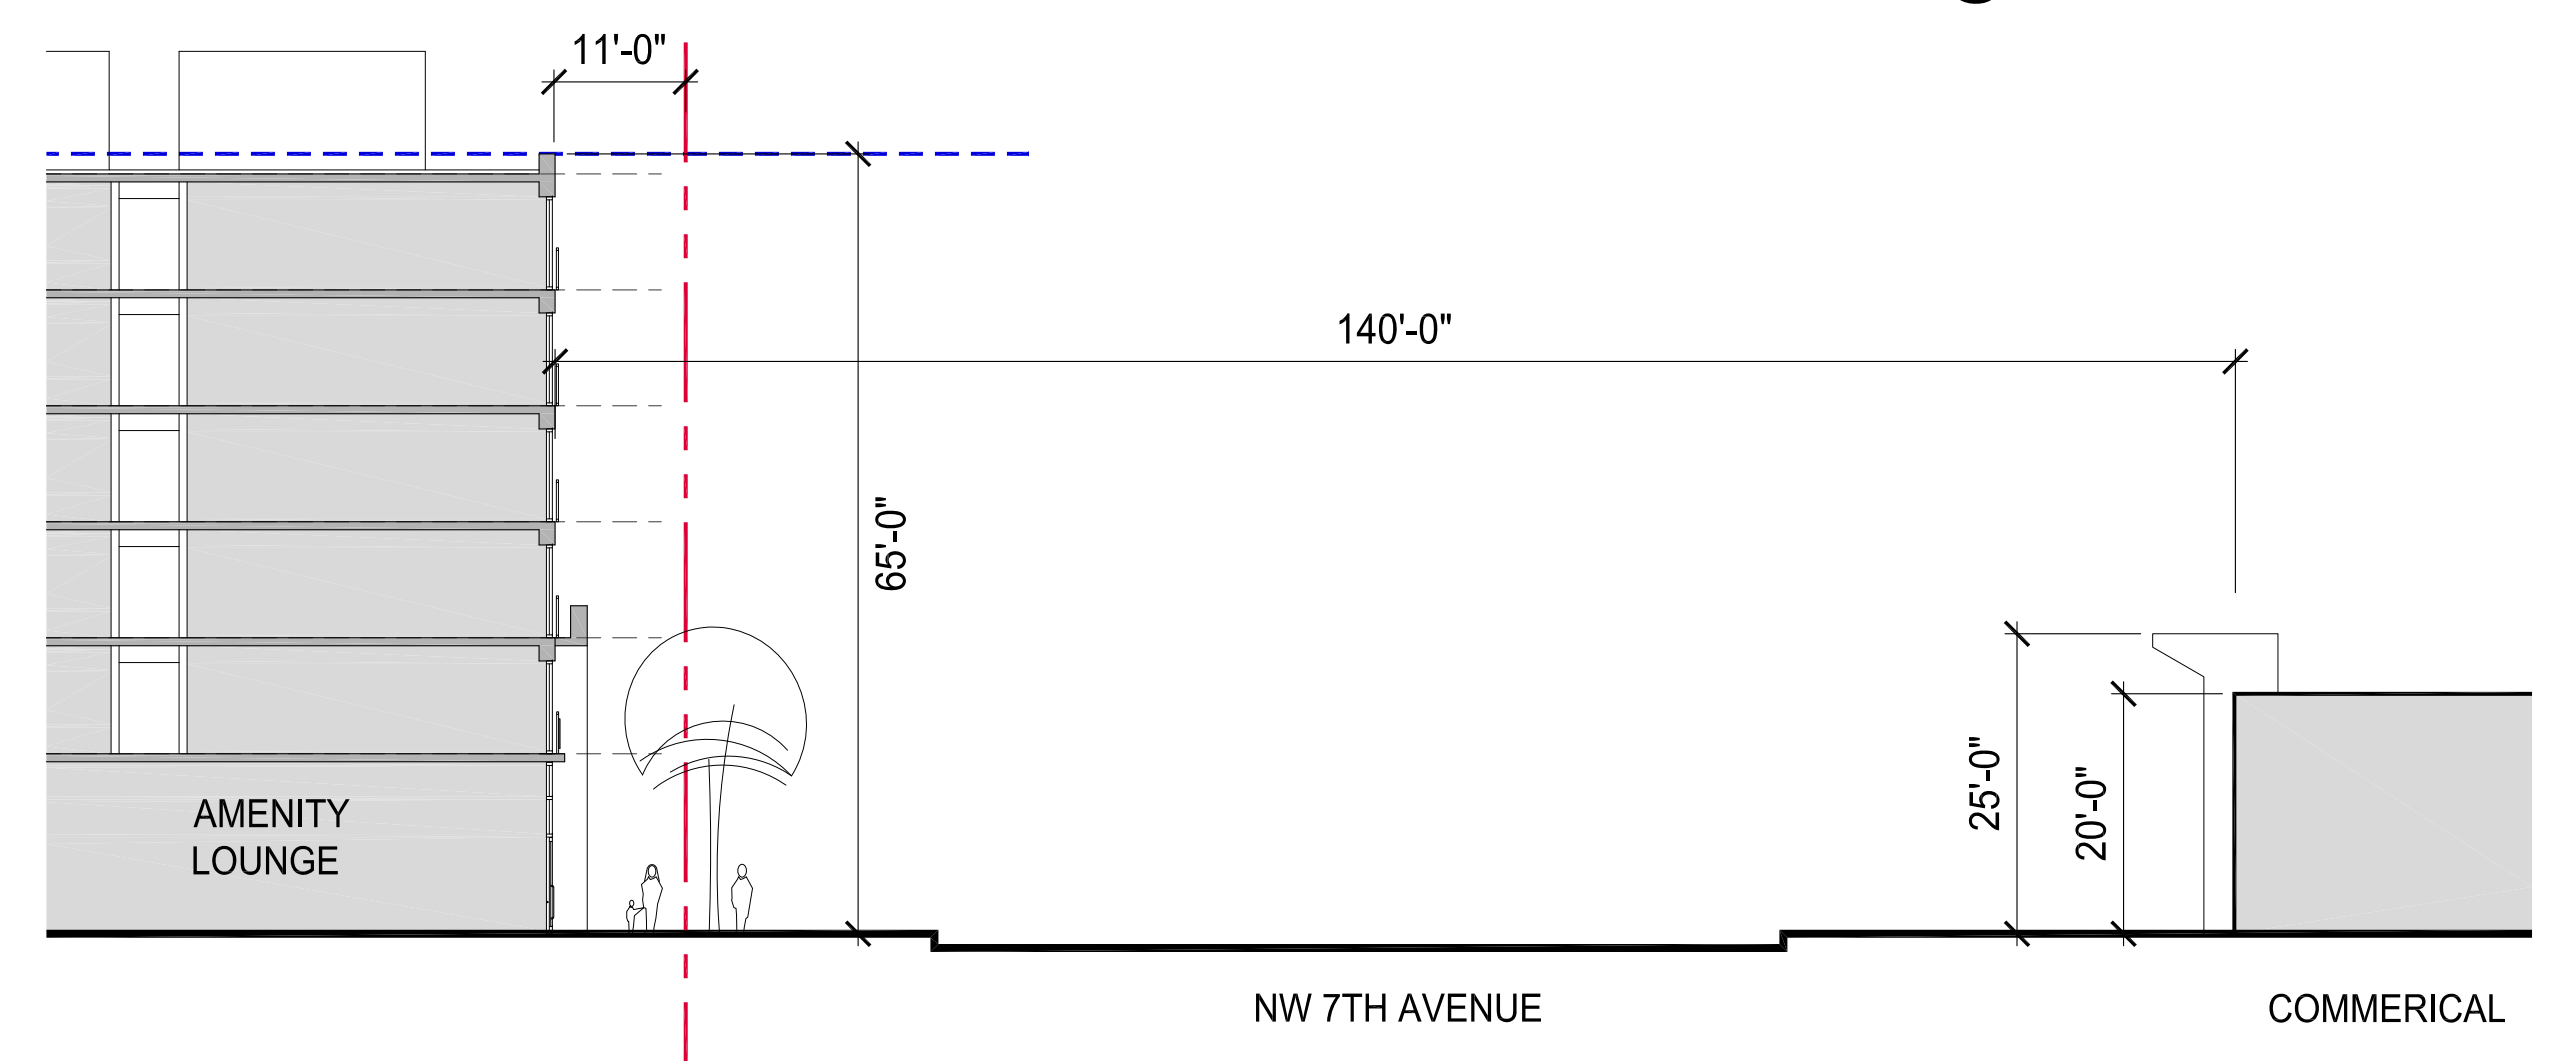 11'-0"
140'-0"
65'-0"
25'-0"
20'-0"
AMENITY
LOUNGE
NW 7TH AVENUE
COMMERICAL